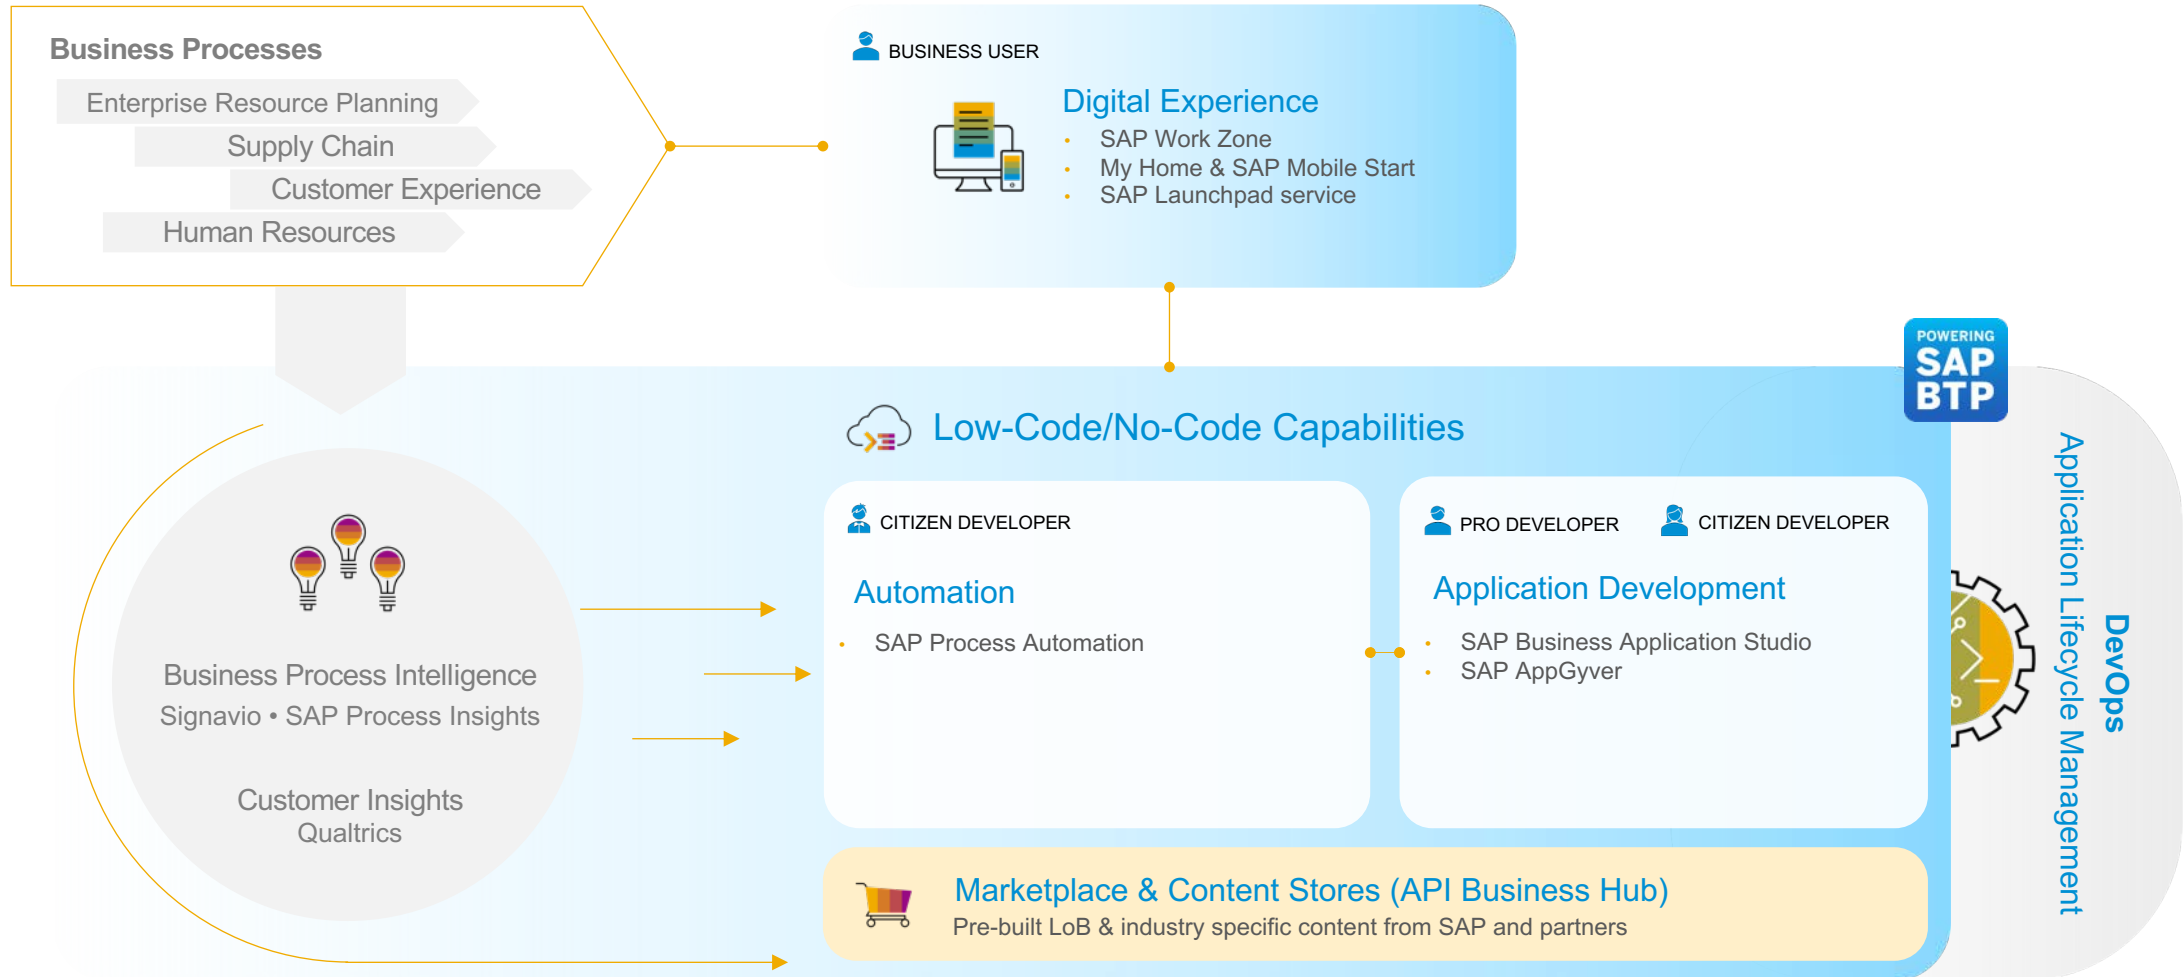 Business Processes
Enterprise Resource Planning
Supply Chain
Customer Experience
Human Resources
BUSINESS USER
Digital Experience
• SAP Work Zone
• My Home & SAP Mobile Start
• SAP Launchpad service
POWERING
SAP
BTP
Low-Code/No-Code Capabilities
CITIZEN DEVELOPER
Automation
• SAP Process Automation
PRO DEVELOPER
CITIZEN DEVELOPER
Application Development
• SAP Business Application Studio
• SAP AppGyver
Business Process Intelligence
Signavio • SAP Process Insights
Customer Insights
Qualtrics
Marketplace & Content Stores (API Business Hub)
Pre-built LoB & industry specific content from SAP and partners
DevOps
Application Lifecycle Management